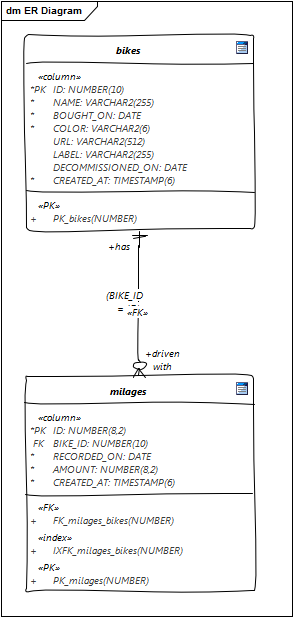 dm ER Diagram
bikes
«column»
*PK ID: NUMBER(10)
* NAME: VARCHAR2(255)
* BOUGHT_ON: DATE
* COLOR: VARCHAR2(6)
URL: VARCHAR2(512)
LABEL: VARCHAR2(255)
DECOMMISSIONED_ON: DATE
* CREATED_AT: TIMESTAMP(6)
«PK»
+ PK_bikes(NUMBER)
+has
(BIKE_ID
=
«FK»
+driven
with
milages
«column»
*PK ID: NUMBER(8,2)
FK BIKE_ID: NUMBER(10)
* RECORDED_ON: DATE
* AMOUNT: NUMBER(8,2)
* CREATED_AT: TIMESTAMP(6)
«FK»
+ FK_milages_bikes(NUMBER)
«index»
+ IXFK_milages_bikes(NUMBER)
«PK»
+ PK_milages(NUMBER)